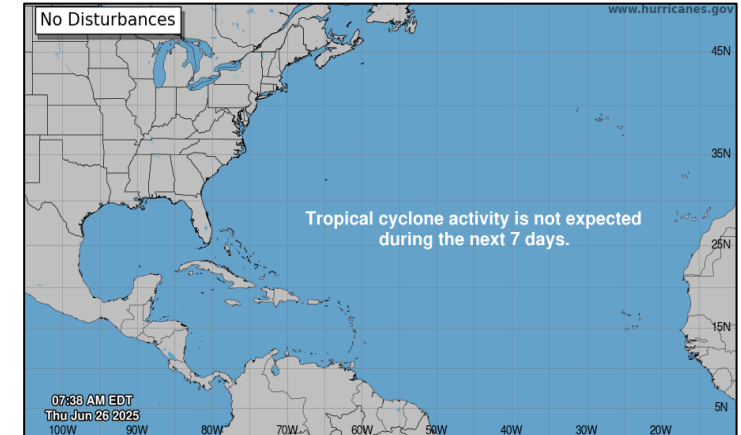 www.hurricanes.gov
No Disturbances
45N
35N
Tropical cyclone activity is not expected
during the next 7 days.
25N
15N
07:38 AM EDT
Thu Jun 26 2025
5N
100W 90W 80W 70W 60W 50W 40W 30W 20W